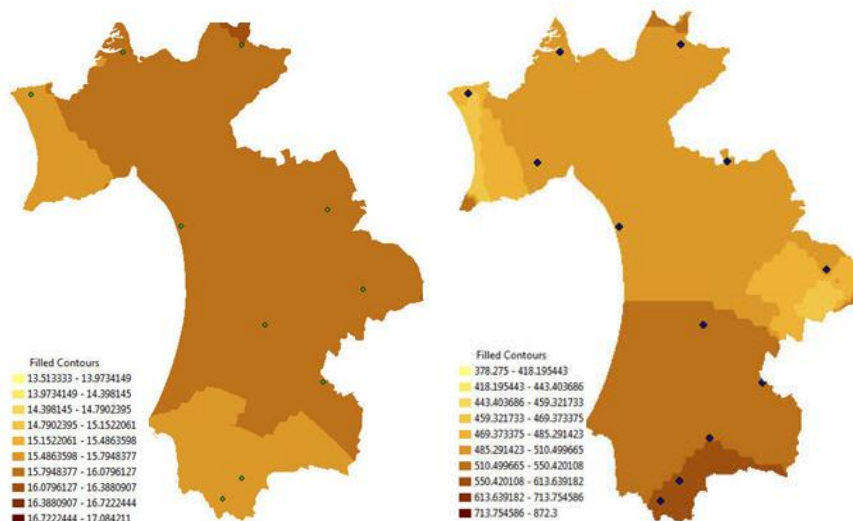 Filled Contours
13.513333 - 13.9734149
13.9734149 - 14.398145
14.398145 - 14.7902395
14.7902395 - 15.1522061
15.1522061 - 15.4863598
15.4863598 - 15.7948377
15.7948377 - 16.0796127
16.0796127 - 16.3880907
16.3880907 - 16.7222444
16.7222444 - 17.084211
Filled Contours
378.275 - 418.195443
418.195443 - 443.403686
443.403686 - 459.321733
459.321733 - 469.373375
469.373375 - 485.291423
485.291423 - 510.499665
510.499665 - 550.420108
550.420108 - 613.639182
613.639182 - 713.754586
713.754586 - 872.3